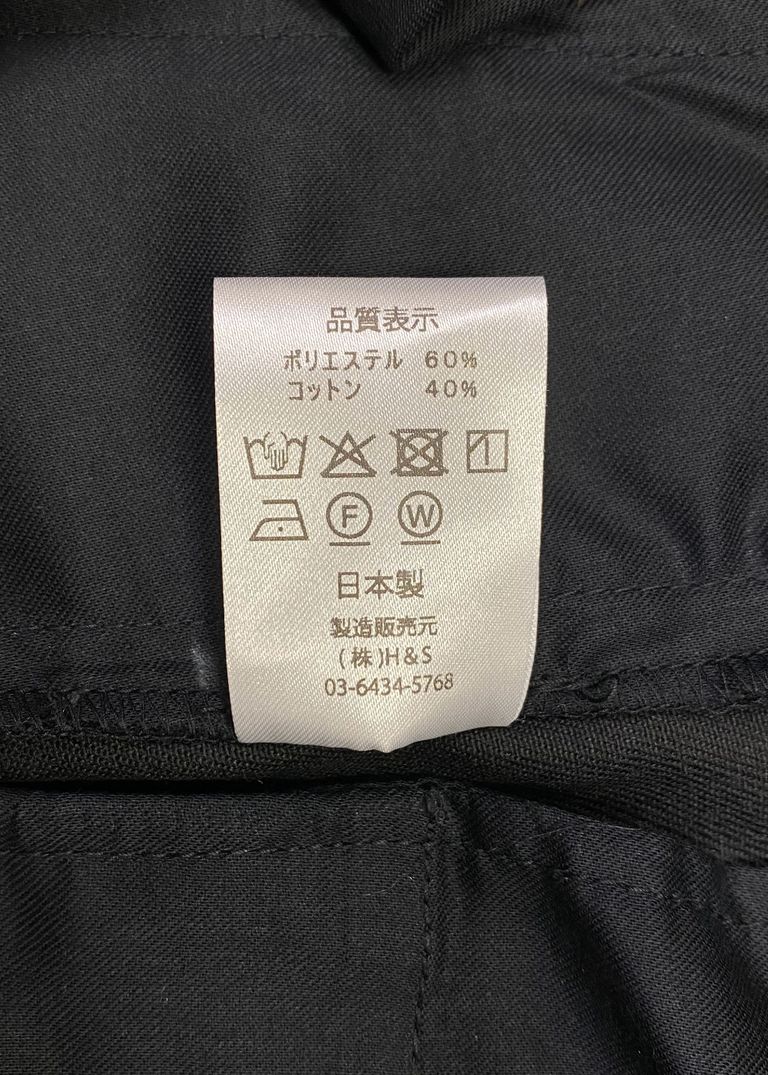 品質表示
ポリエステル 60%
コットン 40%
F W
日本製
製造販売元
(株)H&S
03-6434-5768